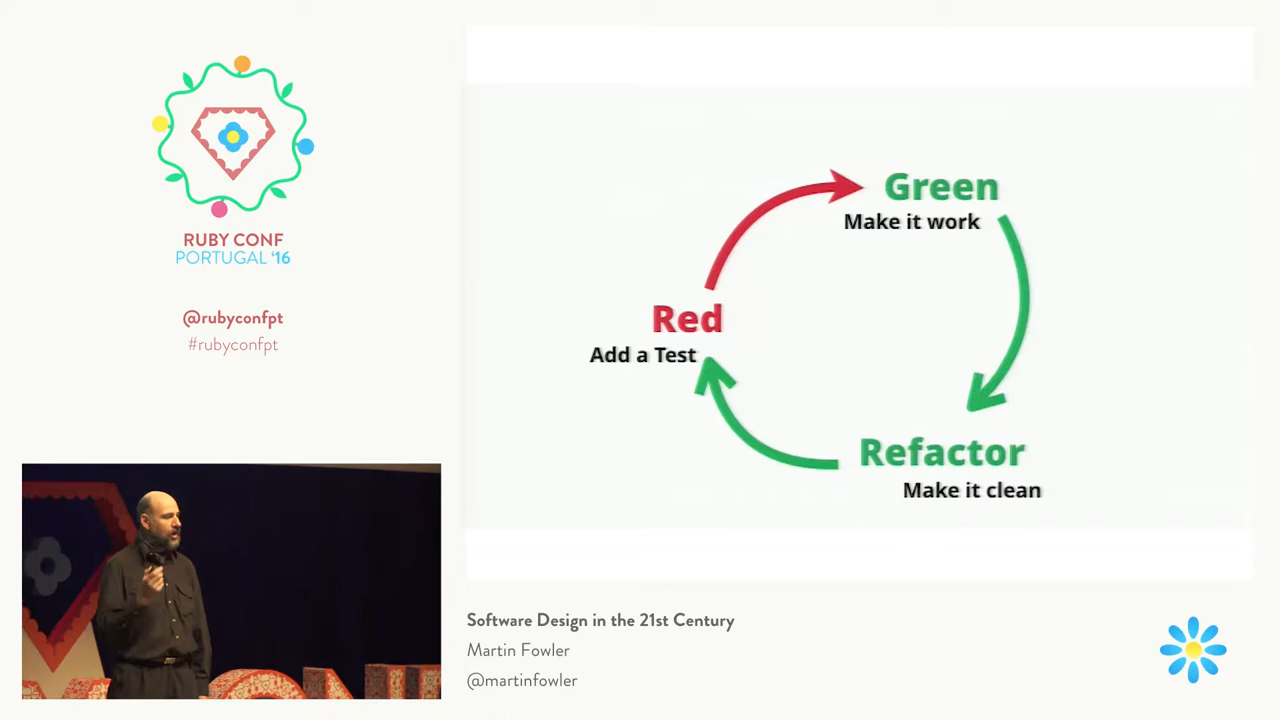 RUBY CONF
PORTUGAL '16
@rubyconfpt
#rubyconfpt
Green
Make it work
Red
Add a Test
Refactor
Make it clean
Software Design in the 21st Century
Martin Fowler
@martinfowler